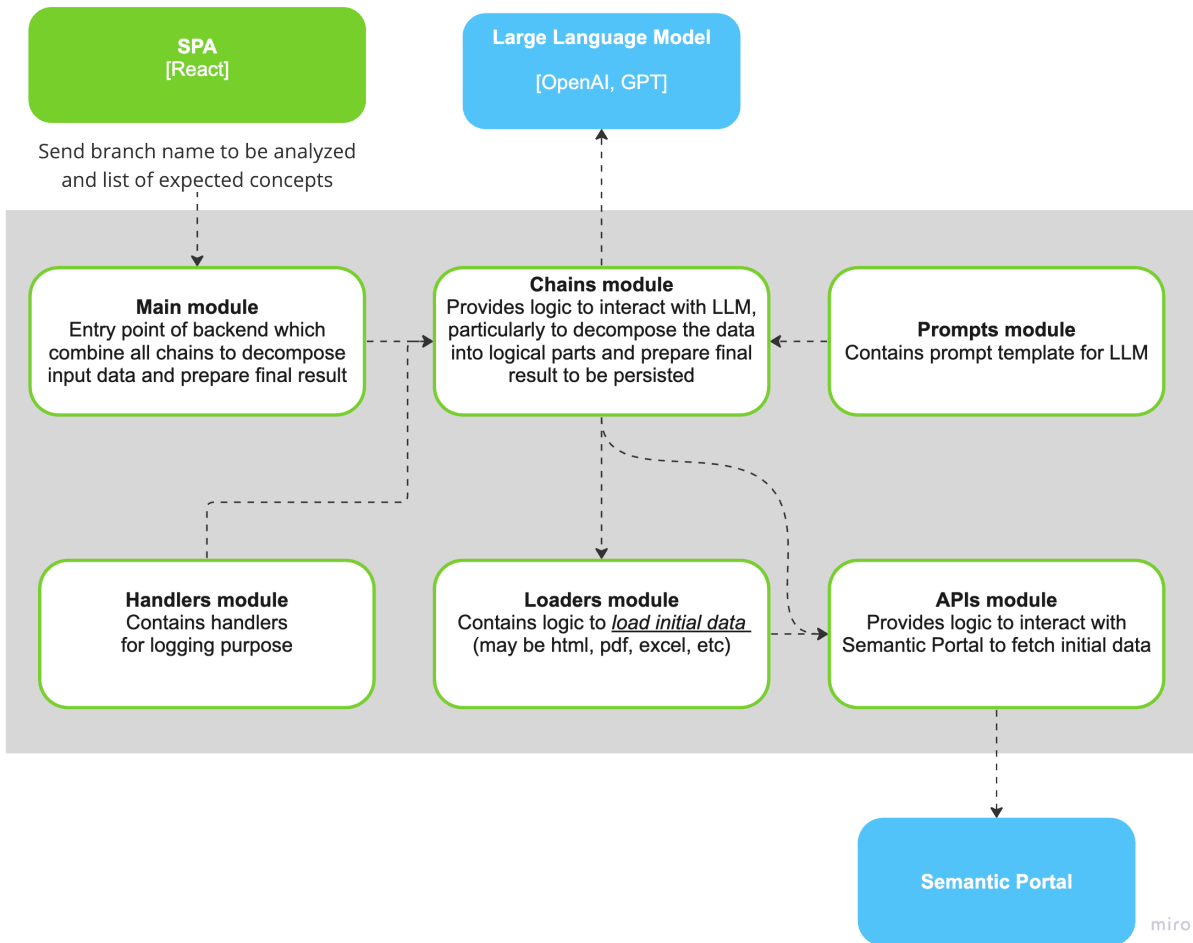 SPA
[React]
Large Language Model
[OpenAI, GPT]
Send branch name to be analyzed
and list of expected concepts
Main module
Entry point of backend which
combine all chains to decompose
input data and prepare final result
Chains module
Provides logic to interact with LLM,
particularly to decompose the data
into logical parts and prepare final
result to be persisted
Prompts module
Contains prompt template for LLM
Handlers module
Contains handlers
for logging purpose
Loaders module
Contains logic to load initial data
(may be html, pdf, excel, etc)
APIs module
Provides logic to interact with
Semantic Portal to fetch initial data
Semantic Portal
miro